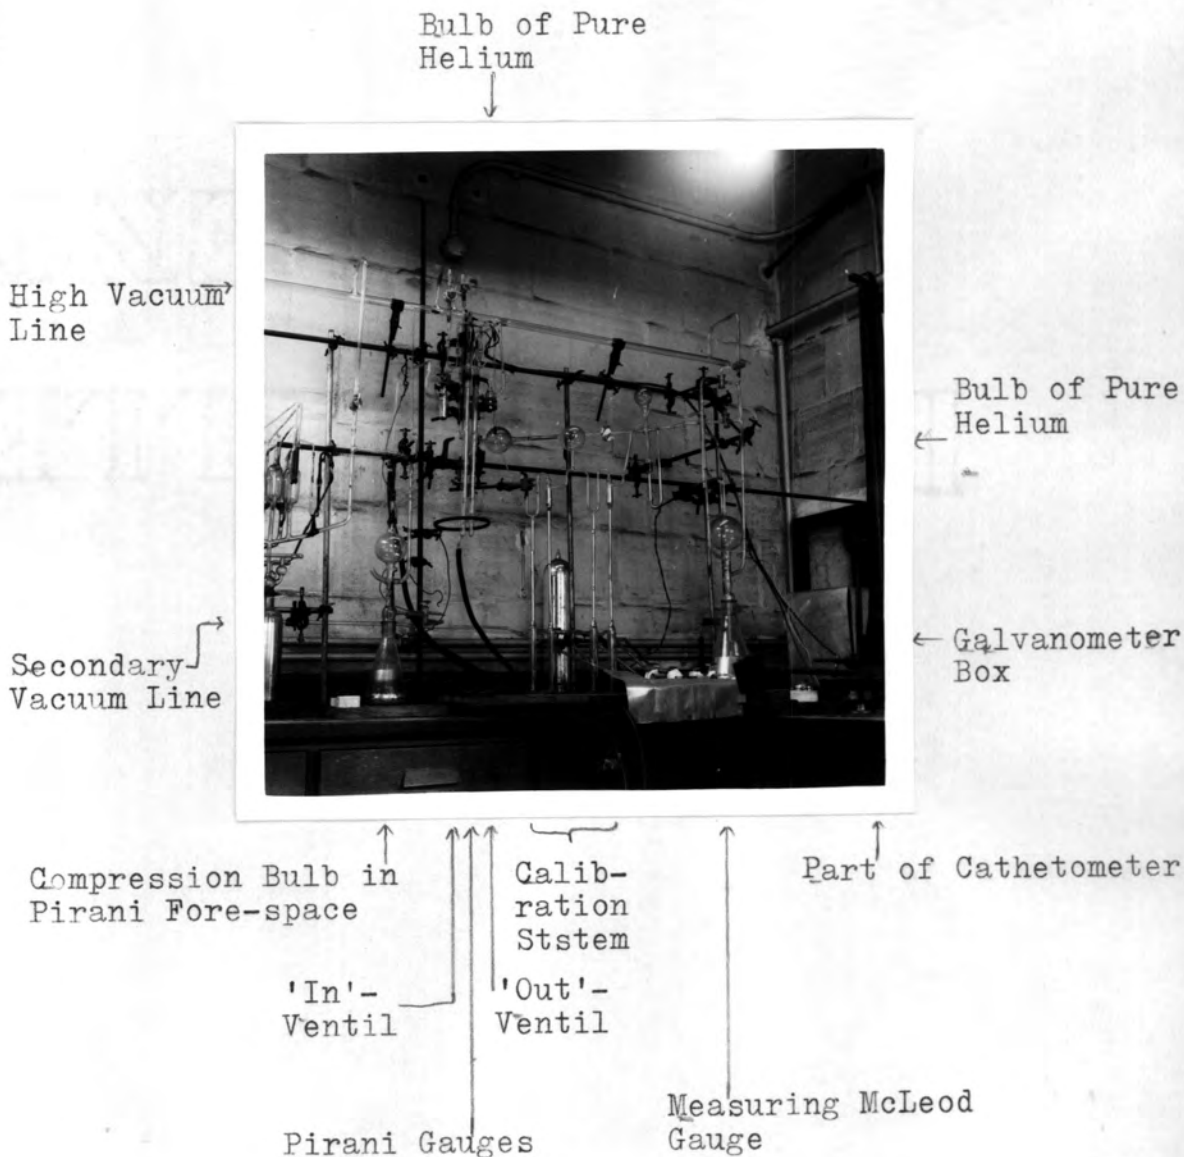 Bulb of Pure
Helium
High Vacuum
Line
Bulb of Pure
Helium
Secondary
Vacuum Line
Galvanometer
Box
Compression Bulb in
Pirani Fore-space
Calib-
ration
Ststem
Part of Cathetometer
'In'-
Ventil
'Out'-
Ventil
Measuring McLeod
Gauge
Pirani Gauges